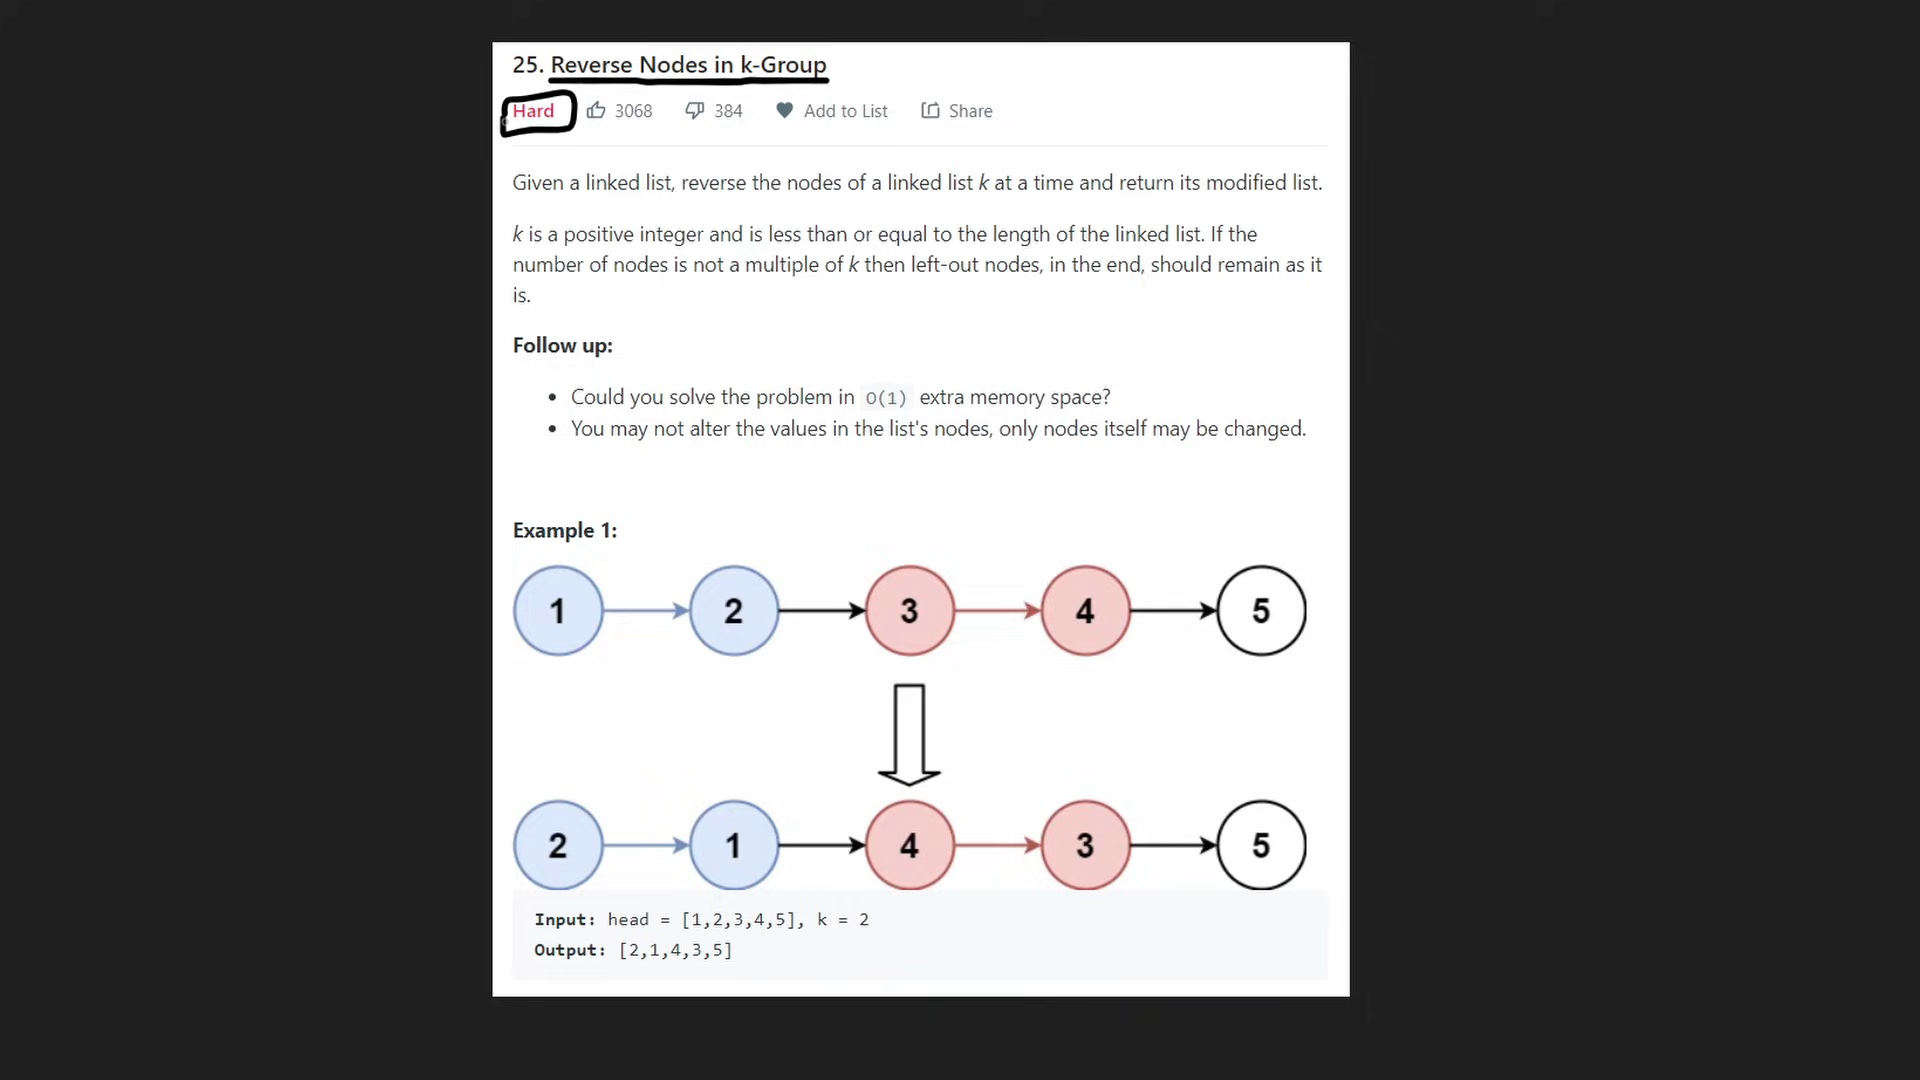 25. Reverse Nodes in k-Group
Hard 3068 384 Add to List Share
Given a linked list, reverse the nodes of a linked list k at a time and return its modified list.
k is a positive integer and is less than or equal to the length of the linked list. If the
number of nodes is not a multiple of k then left-out nodes, in the end, should remain as it
is.
Follow up:
• Could you solve the problem in O(1) extra memory space?
• You may not alter the values in the list's nodes, only nodes itself may be changed.
Example 1:
1 2 3 4 5
2 1 4 3 5
Input: head = [1,2,3,4,5], k = 2
Output: [2,1,4,3,5]